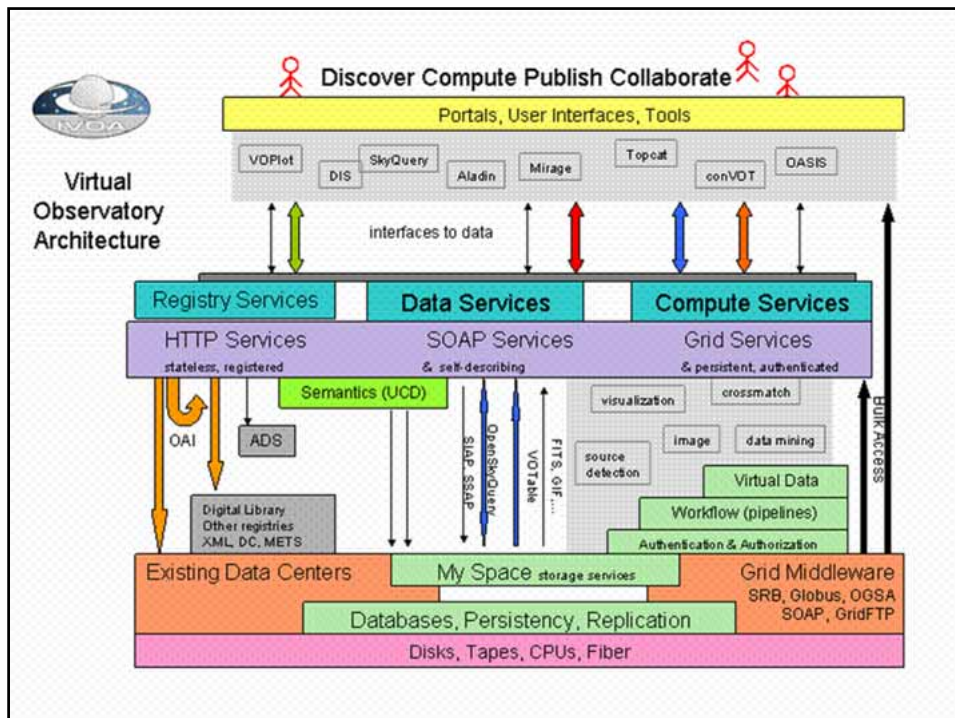 Discover Compute Publish Collaborate
IVOA
Virtual
Observatory
Architecture
Portals, User Interfaces, Tools
VOPlot
DIS
SkyQuery
Aladin
Mirage
Topcat
conVOT
OASIS
interfaces to data
Registry Services
Data Services
Compute Services
HTTP Services
stateless, registered
SOAP Services
& self-describing
Grid Services
& persistent, authenticated
Semantics (UCD)
OAI
ADS
SIAP, SSAP
OpenSkyQuery
VOTable
FITS, GIF,...
visualization
crossmatch
image
data mining
source
detection
Bulk Access
Digital Library
Other registries
XML, DC, METS
Virtual Data
Workflow (pipelines)
Authentication & Authorization
Existing Data Centers
My Space storage services
Grid Middleware
SRB, Globus, OGSA
SOAP, GridFTP
Databases, Persistency, Replication
Disks, Tapes, CPUs, Fiber